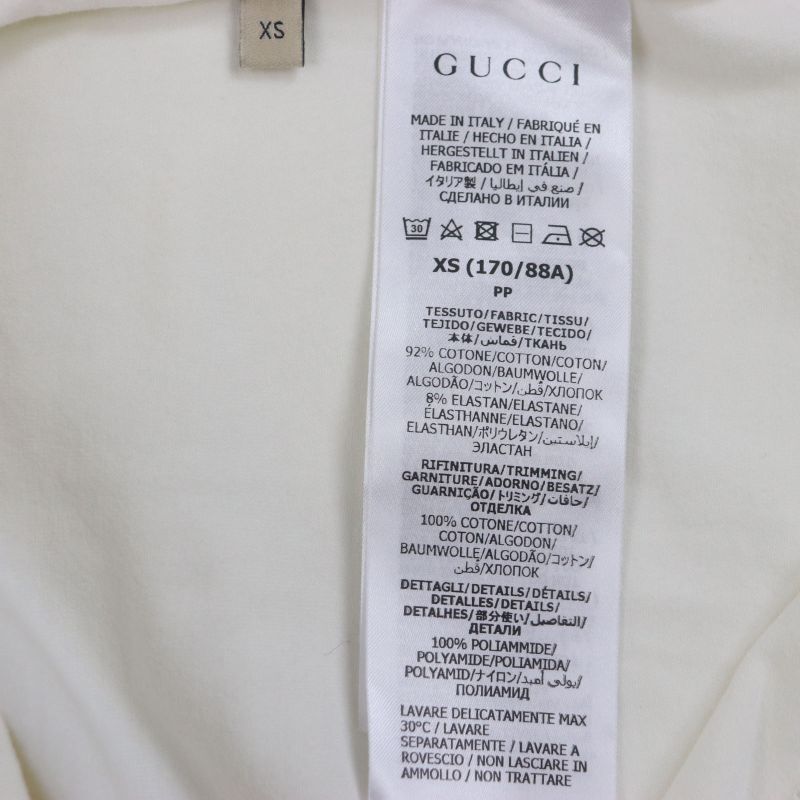 XS
GUCCI
MADE IN ITALY / FABRIQUÉ EN
ITALIE / HECHO EN ITALIA /
HERGESTELLT IN ITALIEN /
FABRICADO EM ITÁLIA /
イタリア製 / صنع في إيطاليا /
СДЕЛАНО В ИТАЛИИ
30
XS (170/88A)
PP
TESSUTO/FABRIC/TISSU/
TEJIDO/GEWEBE/TECIDO/
本体/قماش/ТКАНЬ
92% COTONE/COTTON/COTON/
ALGODON/BAUMWOLLE/
ALGODÃO/コットン/قطن/ХЛОПОК
8% ELASTAN/ELASTANE/
ÉLASTHANNE/ELASTANO/
ELASTHAN/ポリウレタン/إيلاستين/
ЭЛАСТАН
RIFINITURA/TRIMMING/
GARNITURE/ADORNO/BESATZ/
GUARNIÇÃO/トリミング/حافات/
ОТДЕЛКА
100% COTONE/COTTON/
COTON/ALGODON/
BAUMWOLLE/ALGODÃO/コットン/
قطن/ХЛОПОК
DETTAGLI/DETAILS/DÉTAILS/
DETALLES/DETAILS/
DETALHES/部分使い/التفاصيل/
ДЕТАЛИ
100% POLIAMMIDE/
POLYAMIDE/POLIAMIDA/
POLYAMID/ナイロン/بولي أميد/
ПОЛИАМИД
LAVARE DELICATAMENTE MAX
30°C / LAVARE
SEPARATAMENTE / LAVARE A
ROVESCIO / NON LASCIARE IN
AMMOLLO / NON TRATTARE